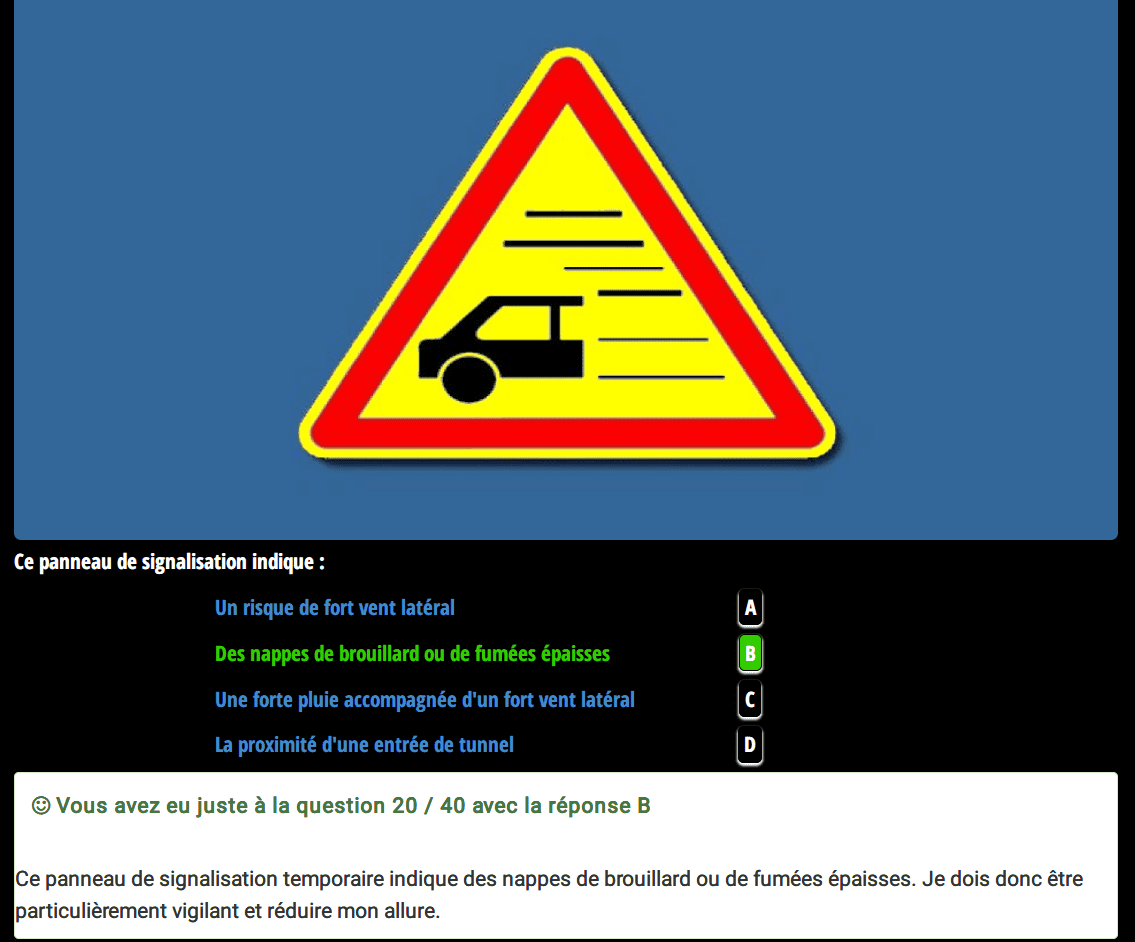 Ce panneau de signalisation indique :
Un risque de fort vent latéral A
Des nappes de brouillard ou de fumées épaisses B
Une forte pluie accompagnée d'un fort vent latéral C
La proximité d'une entrée de tunnel D
Vous avez eu juste à la question 20 / 40 avec la réponse B
Ce panneau de signalisation temporaire indique des nappes de brouillard ou de fumées épaisses. Je dois donc être
particulièrement vigilant et réduire mon allure.